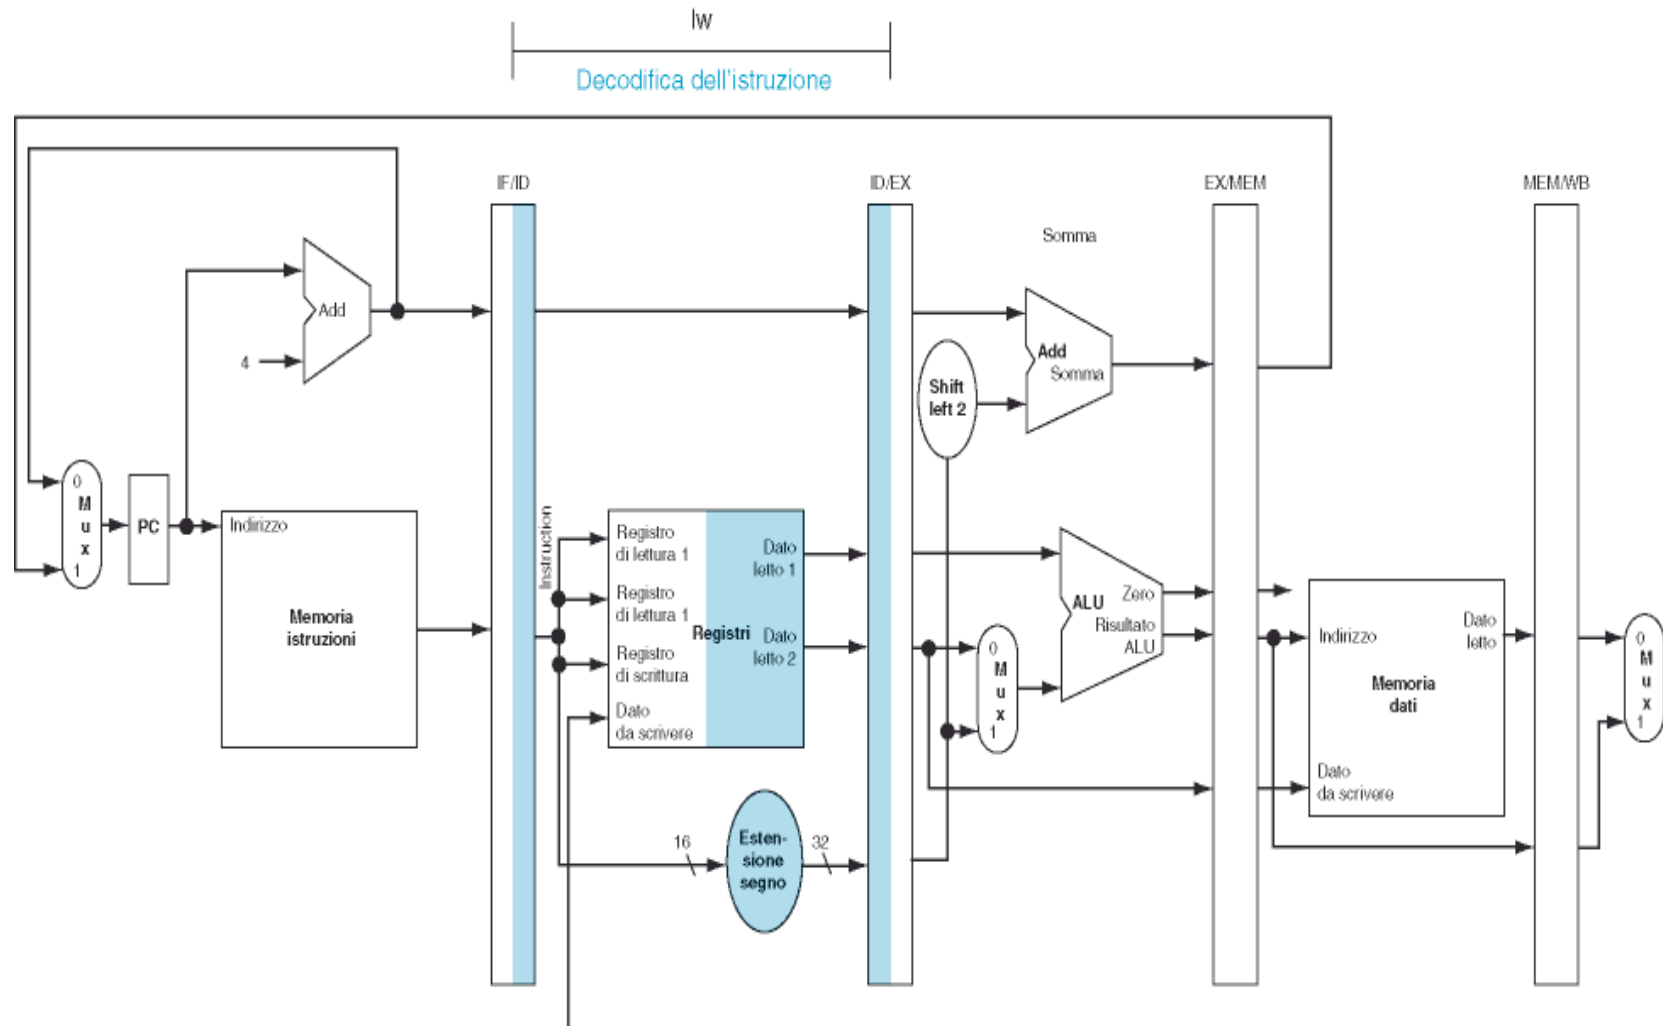 lw
Decodifica dell'istruzione
IF/ID
ID/EX
EX/MEM
MEM/WB
Somma
Add
4
Add
Somma
Shift
left 2
0
M
u
x
1
PC
Indirizzo
Memoria
istruzioni
Instruction
Registro
di lettura 1
Registro
di lettura 1
Registro
di scrittura
Dato
da scrivere
Registri
Dato
letto 1
Dato
letto 2
16
Esten-
sione
segno
32
0
M
u
x
1
ALU
Zero
Risultato
ALU
Indirizzo
Dato
letto
Memoria
dati
Dato
da scrivere
0
M
u
x
1